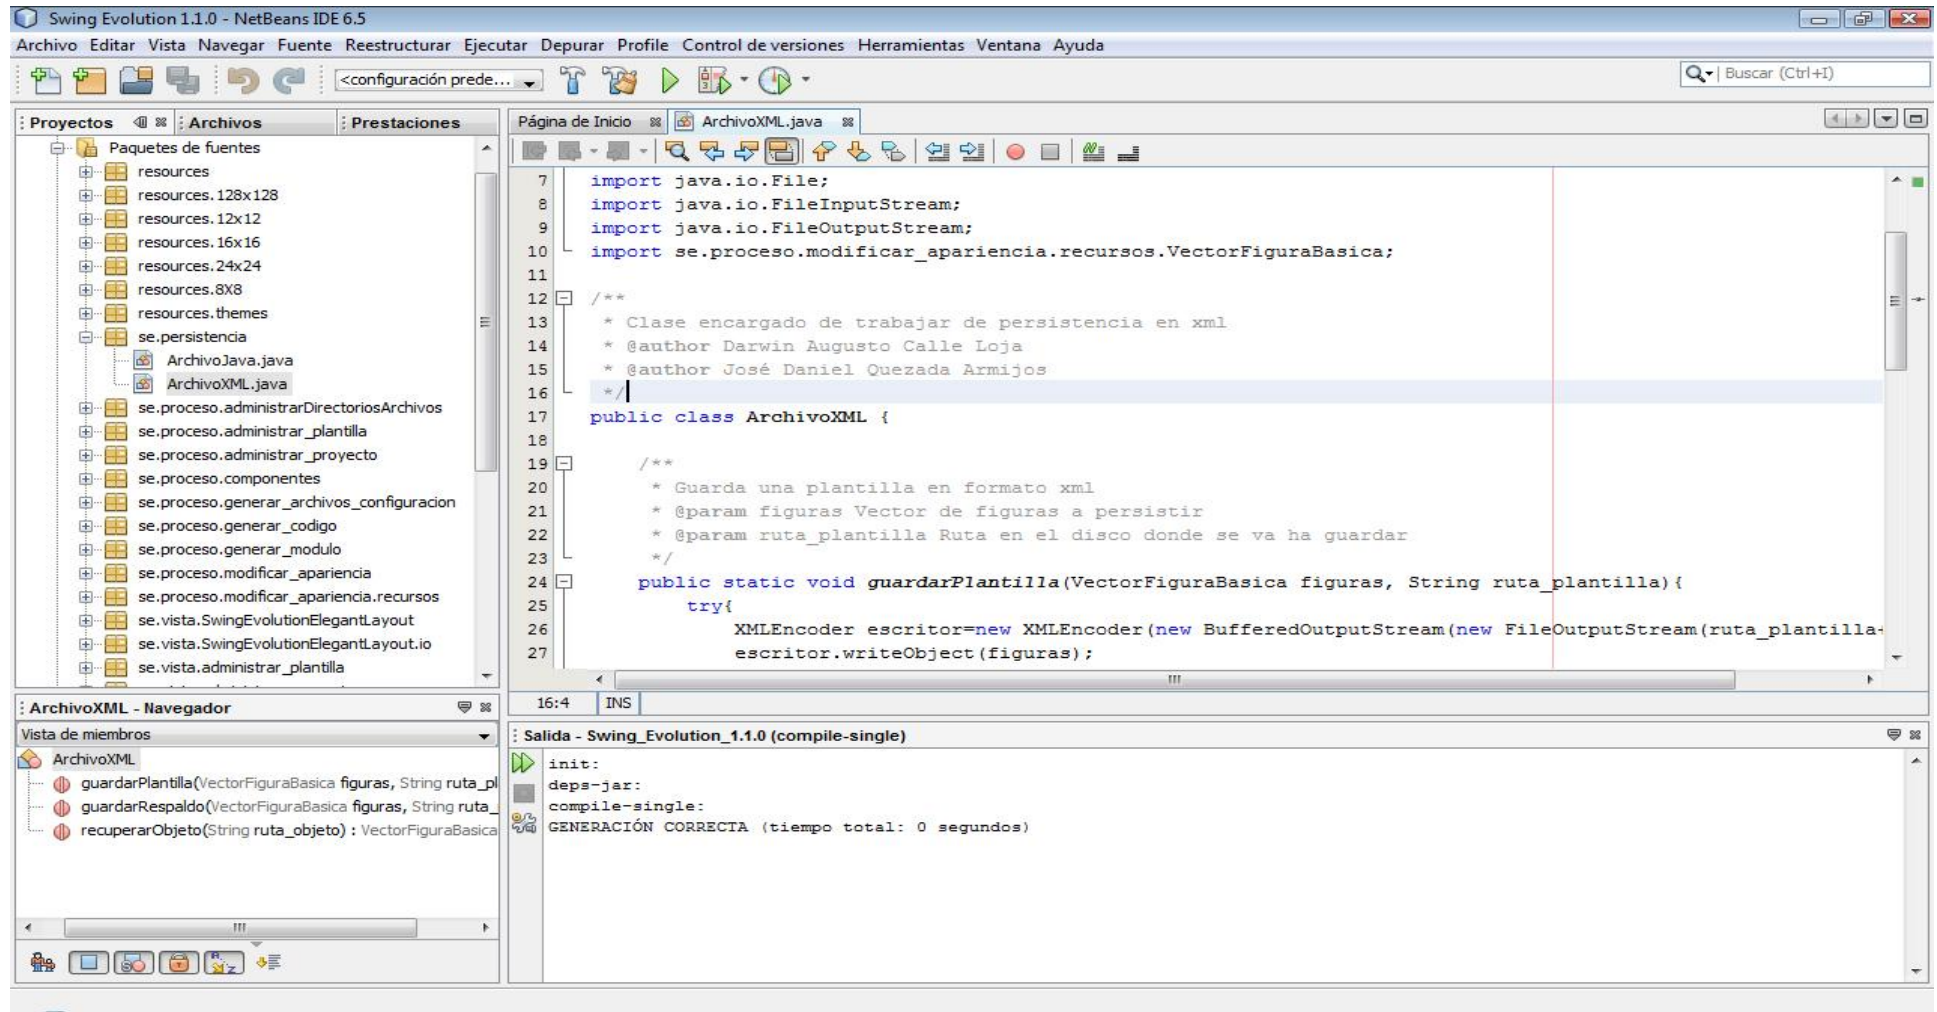 Swing Evolution 1.1.0 - NetBeans IDE 6.5
Archivo Editar Vista Navegar Fuente Reestructurar Ejecutar Depurar Profile Control de versiones Herramientas Ventana Ayuda
<configuración prede...
Buscar (Ctrl+I)
Proyectos Archivos Prestaciones
Paquetes de fuentes
resources
resources.128x128
resources.12x12
resources.16x16
resources.24x24
resources.8X8
resources.themes
se.persistencia
ArchivoJava.java
ArchivoXML.java
se.proceso.administrarDirectoriosArchivos
se.proceso.administrar_plantilla
se.proceso.administrar_proyecto
se.proceso.componentes
se.proceso.generar_archivos_configuracion
se.proceso.generar_codigo
se.proceso.generar_modulo
se.proceso.modificar_apariencia
se.proceso.modificar_apariencia.recursos
se.vista.SwingEvolutionElegantLayout
se.vista.SwingEvolutionElegantLayout.io
se.vista.administrar_plantilla
Página de Inicio ArchivoXML.java
7 import java.io.File;
8 import java.io.FileInputStream;
9 import java.io.FileOutputStream;
10 import se.proceso.modificar_apariencia.recursos.VectorFiguraBasica;
11
12 /**
13 * Clase encargado de trabajar de persistencia en xml
14 * @author Darwin Augusto Calle Loja
15 * @author José Daniel Quezada Armijos
16 */
17 public class ArchivoXML {
18
19 /**
20 * Guarda una plantilla en formato xml
21 * @param figuras Vector de figuras a persistir
22 * @param ruta_plantilla Ruta en el disco donde se va ha guardar
23 */
24 public static void guardarPlantilla(VectorFiguraBasica figuras, String ruta_plantilla){
25 try{
26 XMLEncoder escritor=new XMLEncoder(new BufferedOutputStream(new FileOutputStream(ruta_plantilla+
27 escritor.writeObject(figuras);
16:4 INS
ArchivoXML - Navegador
Vista de miembros
ArchivoXML
guardarPlantilla(VectorFiguraBasica figuras, String ruta_pl
guardarRespaldo(VectorFiguraBasica figuras, String ruta_
recuperarObjeto(String ruta_objeto) : VectorFiguraBasica
Salida - Swing_Evolution_1.1.0 (compile-single)
init:
deps-jar:
compile-single:
GENERACIÓN CORRECTA (tiempo total: 0 segundos)